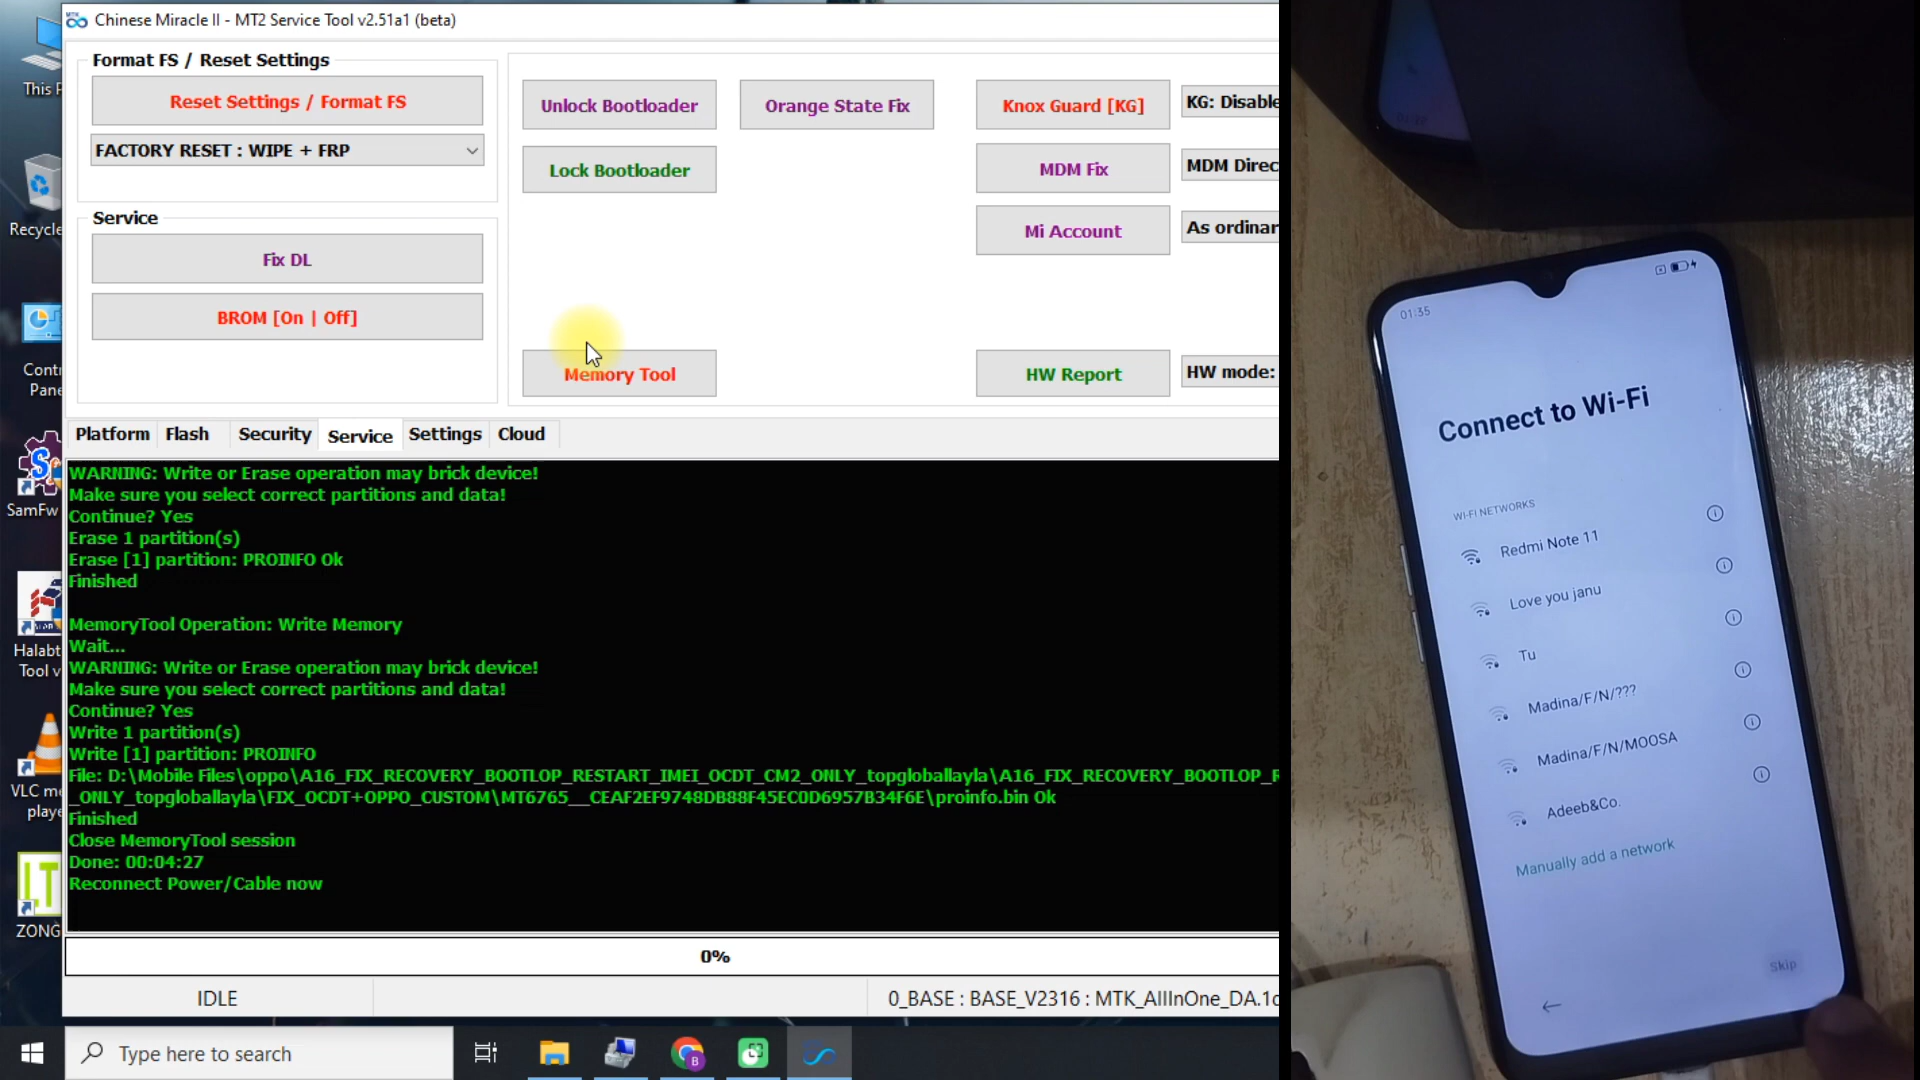 Chinese Miracle II - MT2 Service Tool v2.51a1 (beta)
This P
Recycle
Cont
Pane
SamFw
Halabt
Tool v
VLC me
playe
ZONG
Format FS / Reset Settings
Reset Settings / Format FS
FACTORY RESET : WIPE + FRP
Service
Fix DL
BROM [On | Off]
Unlock Bootloader
Orange State Fix
Lock Bootloader
Memory Tool
Knox Guard [KG]
KG: Disable
MDM Fix
MDM Direc
Mi Account
As ordinar
HW Report
HW mode:
Platform Flash Security Service Settings Cloud
WARNING: Write or Erase operation may brick device!
Make sure you select correct partitions and data!
Continue? Yes
Erase 1 partition(s)
Erase [1] partition: PROINFO Ok
Finished
MemoryTool Operation: Write Memory
Wait...
WARNING: Write or Erase operation may brick device!
Make sure you select correct partitions and data!
Continue? Yes
Write 1 partition(s)
Write [1] partition: PROINFO
File: D:\Mobile Files\oppo\A16_FIX_RECOVERY_BOOTLOP_RESTART_IMEI_OCDT_CM2_ONLY_topgloballayla\A16_FIX_RECOVERY_BOOTLOP_R
_ONLY_topgloballayla\FIX_OCDT+OPPO_CUSTOM\MT6765__CEAF2EF9748DB88F45EC0D6957B34F6E\proinfo.bin Ok
Finished
Close MemoryTool session
Done: 00:04:27
Reconnect Power/Cable now
0%
IDLE
0_BASE : BASE_V2316 : MTK_AllInOne_DA.1
Type here to search
01:35
Connect to Wi-Fi
WI-FI NETWORKS
Redmi Note 11
Love you janu
Tu
Madina/F/N/???
Madina/F/N/MOOSA
Adeeb&Co.
Manually add a network
Skip